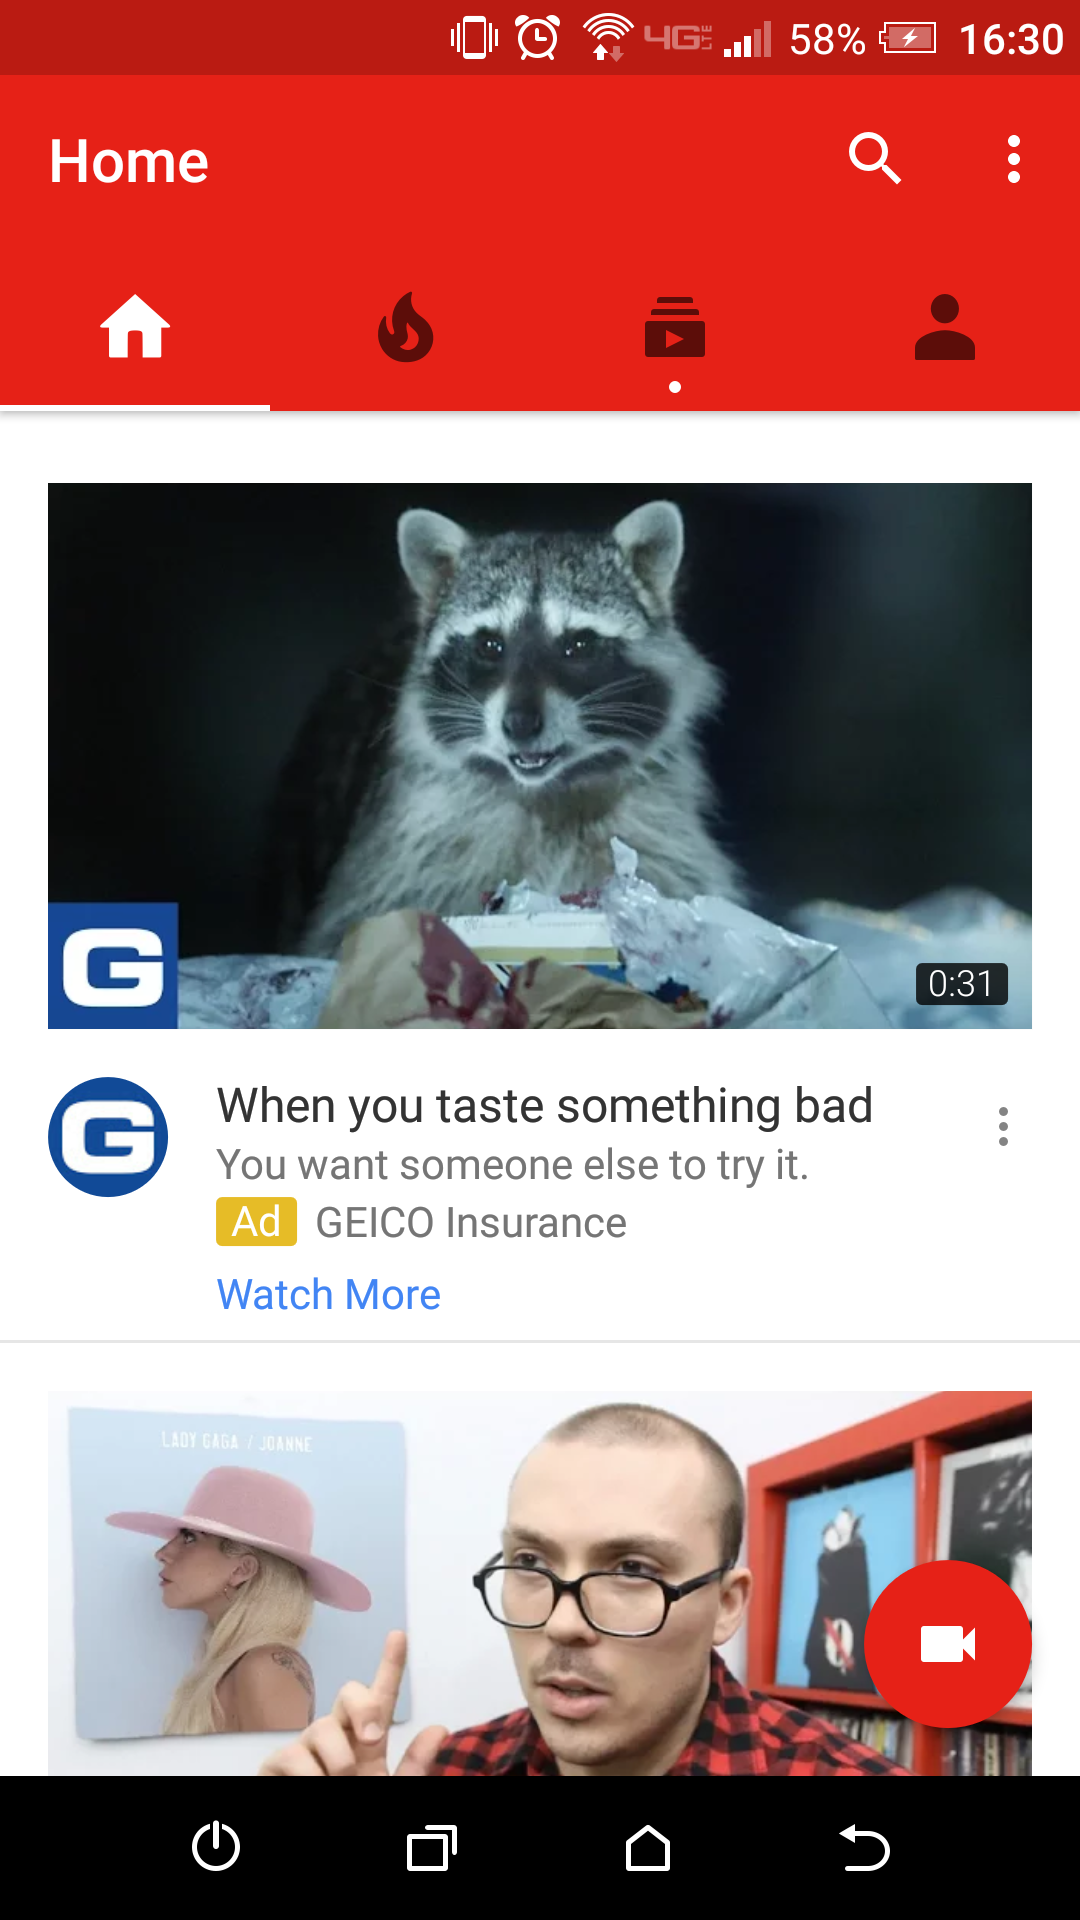 4G LTE 58% 16:30
Home
G
0:31
G
When you taste something bad
You want someone else to try it.
Ad GEICO Insurance
Watch More
LADY GAGA / JOANNE